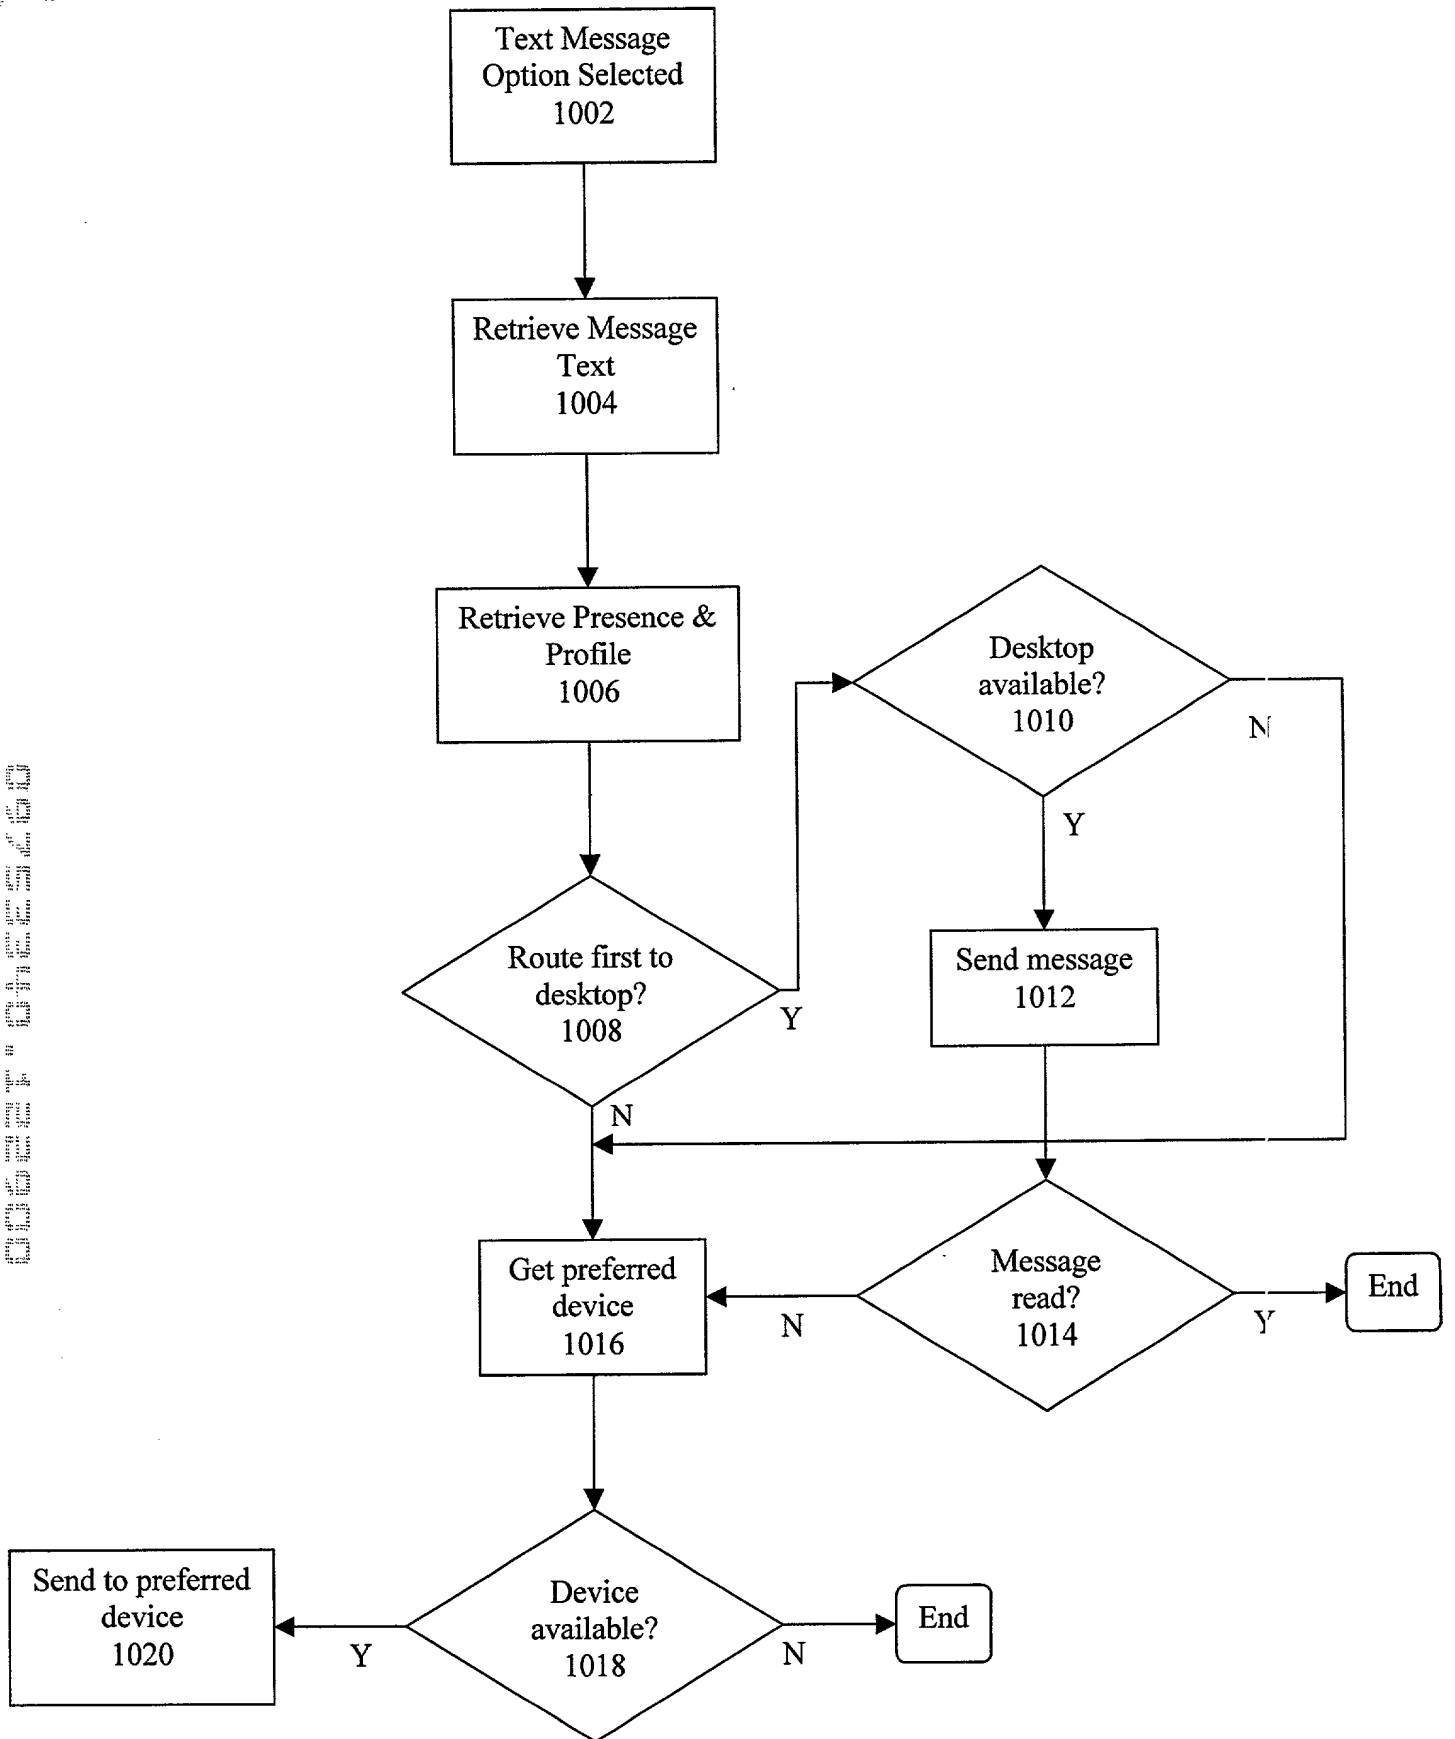 Text Message
Option Selected
1002
Retrieve Message
Text
1004
Retrieve Presence &
Profile
1006
Desktop
available?
1010
N
Y
Route first to
desktop?
1008
Y
N
Send message
1012
Message
read?
1014
Y
End
N
Get preferred
device
1016
Device
available?
1018
N
End
Y
Send to preferred
device
1020